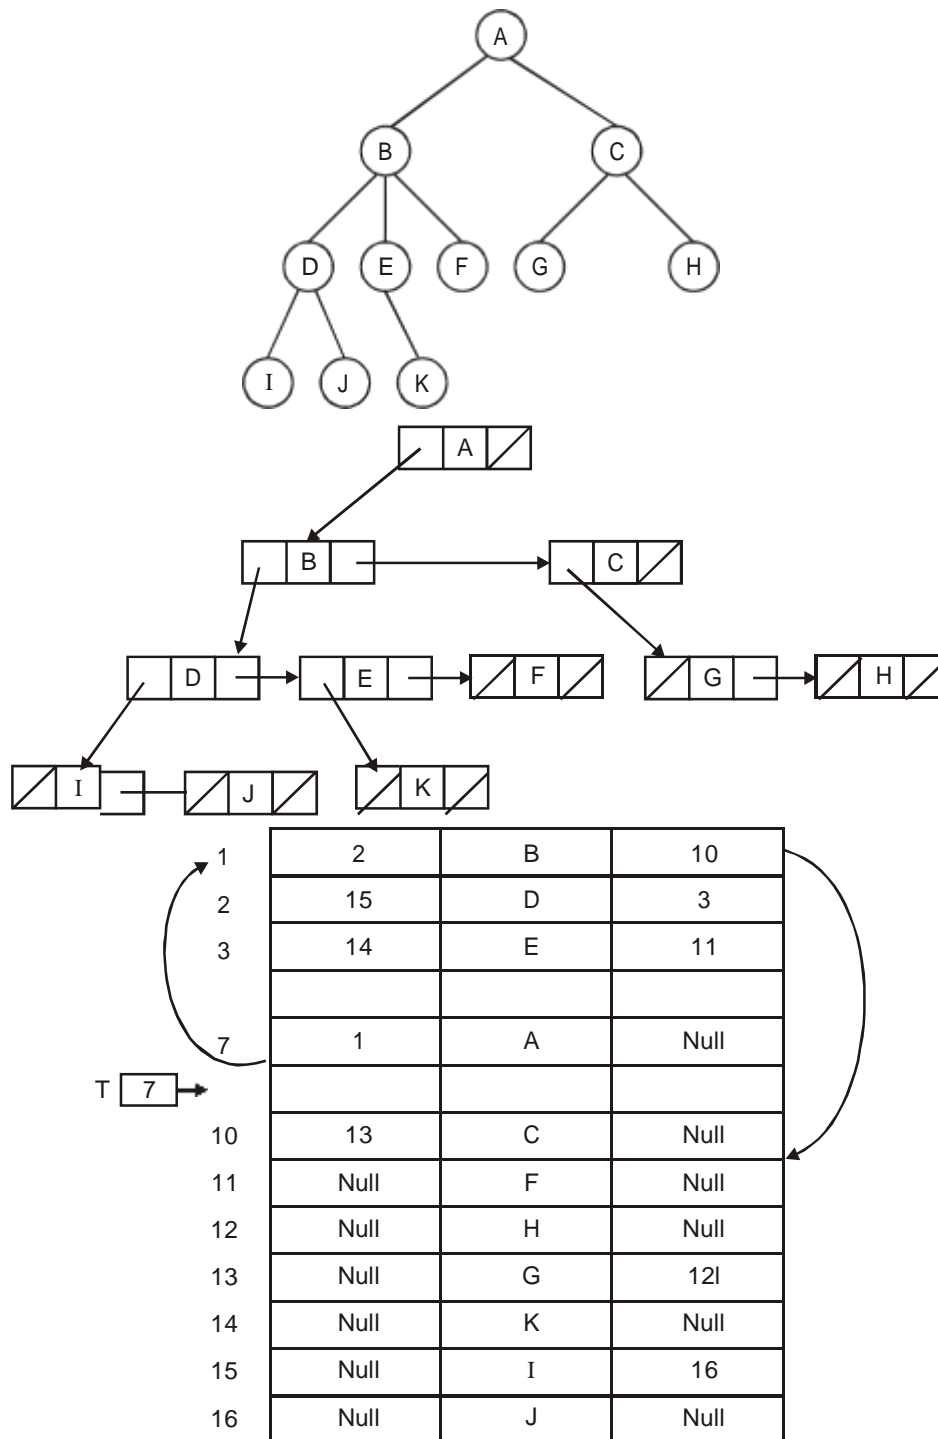 A
B C
D E F G H
I J K
A
B C
D E F G H
I J K
1 2 B 10
2 15 D 3
3 14 E 11
7 1 A Null
T 7
10 13 C Null
11 Null F Null
12 Null H Null
13 Null G 12l
14 Null K Null
15 Null I 16
16 Null J Null